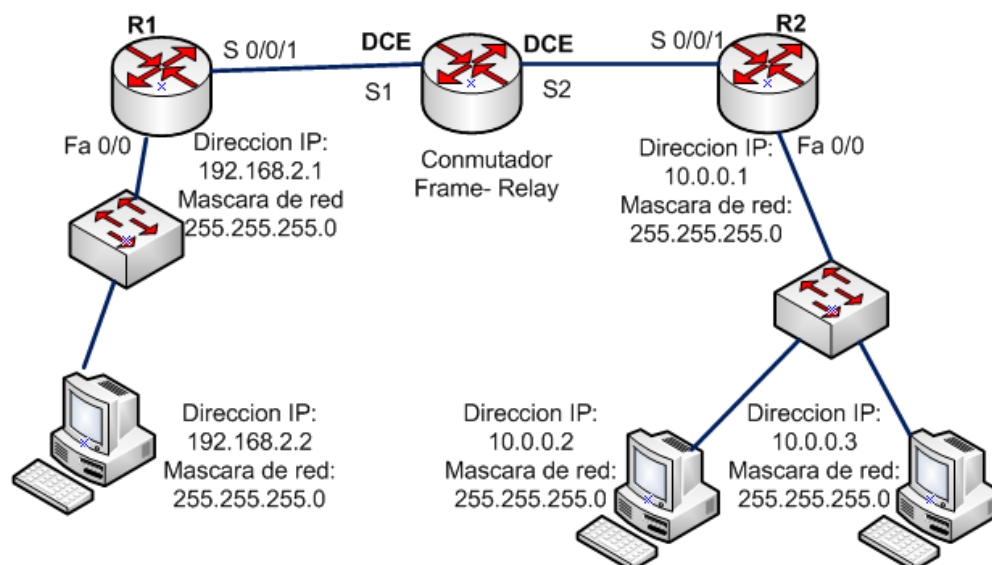 R1
S 0/0/1
DCE
DCE
S 0/0/1
R2
S1
S2
Fa 0/0
Direccion IP:
192.168.2.1
Mascara de red
255.255.255.0
Conmutador
Frame- Relay
Direccion IP:
10.0.0.1
Mascara de red:
255.255.255.0
Fa 0/0
Direccion IP:
192.168.2.2
Mascara de red:
255.255.255.0
Direccion IP:
10.0.0.2
Mascara de red:
255.255.255.0
Direccion IP:
10.0.0.3
Mascara de red:
255.255.255.0